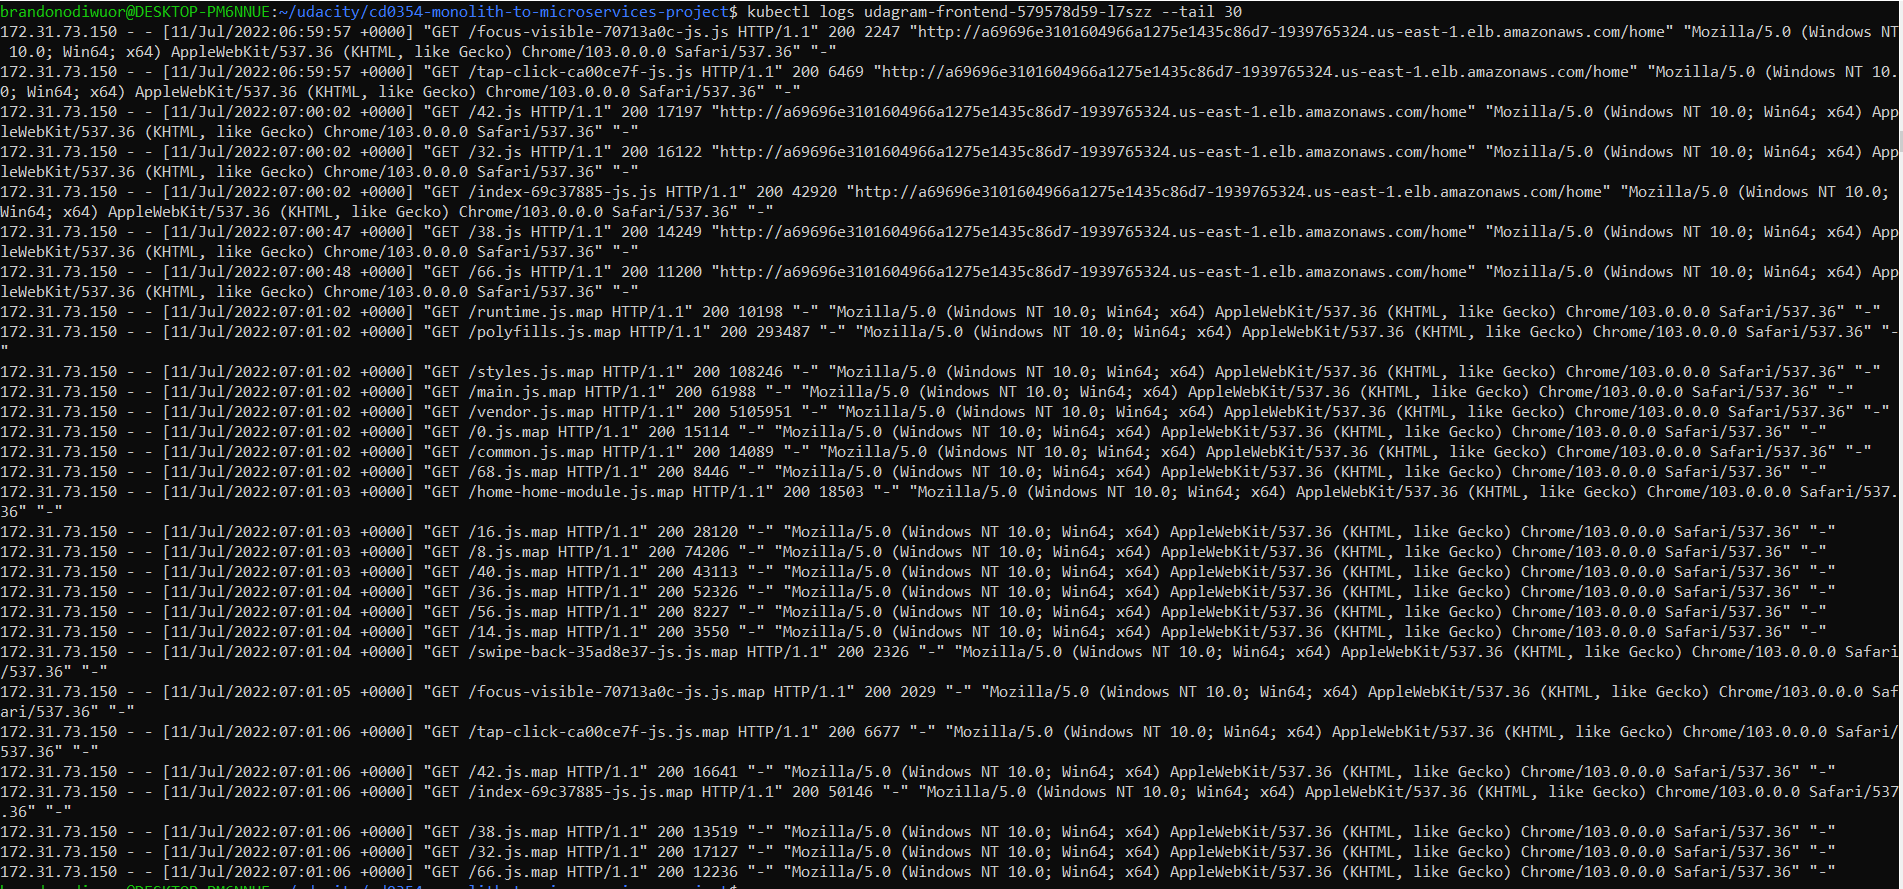 brandonodiwuor@DESKTOP-PM6NNUE:~/udacity/cd0354-monolith-to-microservices-project$ kubectl logs udagram-frontend-579578d59-l7szz --tail 30
172.31.73.150 - - [11/Jul/2022:06:59:57 +0000] "GET /focus-visible-70713a0c-js.js HTTP/1.1" 200 2247 "http://a69696e3101604966a1275e1435c86d7-1939765324.us-east-1.elb.amazonaws.com/home" "Mozilla/5.0 (Windows NT
 10.0; Win64; x64) AppleWebKit/537.36 (KHTML, like Gecko) Chrome/103.0.0.0 Safari/537.36" "-"
172.31.73.150 - - [11/Jul/2022:06:59:57 +0000] "GET /tap-click-ca00ce7f-js.js HTTP/1.1" 200 6469 "http://a69696e3101604966a1275e1435c86d7-1939765324.us-east-1.elb.amazonaws.com/home" "Mozilla/5.0 (Windows NT 10.
0; Win64; x64) AppleWebKit/537.36 (KHTML, like Gecko) Chrome/103.0.0.0 Safari/537.36" "-"
172.31.73.150 - - [11/Jul/2022:07:00:02 +0000] "GET /42.js HTTP/1.1" 200 17197 "http://a69696e3101604966a1275e1435c86d7-1939765324.us-east-1.elb.amazonaws.com/home" "Mozilla/5.0 (Windows NT 10.0; Win64; x64) App
leWebKit/537.36 (KHTML, like Gecko) Chrome/103.0.0.0 Safari/537.36" "-"
172.31.73.150 - - [11/Jul/2022:07:00:02 +0000] "GET /32.js HTTP/1.1" 200 16122 "http://a69696e3101604966a1275e1435c86d7-1939765324.us-east-1.elb.amazonaws.com/home" "Mozilla/5.0 (Windows NT 10.0; Win64; x64) App
leWebKit/537.36 (KHTML, like Gecko) Chrome/103.0.0.0 Safari/537.36" "-"
172.31.73.150 - - [11/Jul/2022:07:00:02 +0000] "GET /index-69c37885-js.js HTTP/1.1" 200 42920 "http://a69696e3101604966a1275e1435c86d7-1939765324.us-east-1.elb.amazonaws.com/home" "Mozilla/5.0 (Windows NT 10.0;
Win64; x64) AppleWebKit/537.36 (KHTML, like Gecko) Chrome/103.0.0.0 Safari/537.36" "-"
172.31.73.150 - - [11/Jul/2022:07:00:47 +0000] "GET /38.js HTTP/1.1" 200 14249 "http://a69696e3101604966a1275e1435c86d7-1939765324.us-east-1.elb.amazonaws.com/home" "Mozilla/5.0 (Windows NT 10.0; Win64; x64) App
leWebKit/537.36 (KHTML, like Gecko) Chrome/103.0.0.0 Safari/537.36" "-"
172.31.73.150 - - [11/Jul/2022:07:00:48 +0000] "GET /66.js HTTP/1.1" 200 11200 "http://a69696e3101604966a1275e1435c86d7-1939765324.us-east-1.elb.amazonaws.com/home" "Mozilla/5.0 (Windows NT 10.0; Win64; x64) App
leWebKit/537.36 (KHTML, like Gecko) Chrome/103.0.0.0 Safari/537.36" "-"
172.31.73.150 - - [11/Jul/2022:07:01:02 +0000] "GET /runtime.js.map HTTP/1.1" 200 10198 "-" "Mozilla/5.0 (Windows NT 10.0; Win64; x64) AppleWebKit/537.36 (KHTML, like Gecko) Chrome/103.0.0.0 Safari/537.36" "-"
172.31.73.150 - - [11/Jul/2022:07:01:02 +0000] "GET /polyfills.js.map HTTP/1.1" 200 293487 "-" "Mozilla/5.0 (Windows NT 10.0; Win64; x64) AppleWebKit/537.36 (KHTML, like Gecko) Chrome/103.0.0.0 Safari/537.36" "-
"
172.31.73.150 - - [11/Jul/2022:07:01:02 +0000] "GET /styles.js.map HTTP/1.1" 200 108246 "-" "Mozilla/5.0 (Windows NT 10.0; Win64; x64) AppleWebKit/537.36 (KHTML, like Gecko) Chrome/103.0.0.0 Safari/537.36" "-"
172.31.73.150 - - [11/Jul/2022:07:01:02 +0000] "GET /main.js.map HTTP/1.1" 200 61988 "-" "Mozilla/5.0 (Windows NT 10.0; Win64; x64) AppleWebKit/537.36 (KHTML, like Gecko) Chrome/103.0.0.0 Safari/537.36" "-"
172.31.73.150 - - [11/Jul/2022:07:01:02 +0000] "GET /vendor.js.map HTTP/1.1" 200 5105951 "-" "Mozilla/5.0 (Windows NT 10.0; Win64; x64) AppleWebKit/537.36 (KHTML, like Gecko) Chrome/103.0.0.0 Safari/537.36" "-"
172.31.73.150 - - [11/Jul/2022:07:01:02 +0000] "GET /0.js.map HTTP/1.1" 200 15114 "-" "Mozilla/5.0 (Windows NT 10.0; Win64; x64) AppleWebKit/537.36 (KHTML, like Gecko) Chrome/103.0.0.0 Safari/537.36" "-"
172.31.73.150 - - [11/Jul/2022:07:01:02 +0000] "GET /common.js.map HTTP/1.1" 200 14089 "-" "Mozilla/5.0 (Windows NT 10.0; Win64; x64) AppleWebKit/537.36 (KHTML, like Gecko) Chrome/103.0.0.0 Safari/537.36" "-"
172.31.73.150 - - [11/Jul/2022:07:01:02 +0000] "GET /68.js.map HTTP/1.1" 200 8446 "-" "Mozilla/5.0 (Windows NT 10.0; Win64; x64) AppleWebKit/537.36 (KHTML, like Gecko) Chrome/103.0.0.0 Safari/537.36" "-"
172.31.73.150 - - [11/Jul/2022:07:01:03 +0000] "GET /home-home-module.js.map HTTP/1.1" 200 18503 "-" "Mozilla/5.0 (Windows NT 10.0; Win64; x64) AppleWebKit/537.36 (KHTML, like Gecko) Chrome/103.0.0.0 Safari/537.
36" "-"
172.31.73.150 - - [11/Jul/2022:07:01:03 +0000] "GET /16.js.map HTTP/1.1" 200 28120 "-" "Mozilla/5.0 (Windows NT 10.0; Win64; x64) AppleWebKit/537.36 (KHTML, like Gecko) Chrome/103.0.0.0 Safari/537.36" "-"
172.31.73.150 - - [11/Jul/2022:07:01:03 +0000] "GET /8.js.map HTTP/1.1" 200 74206 "-" "Mozilla/5.0 (Windows NT 10.0; Win64; x64) AppleWebKit/537.36 (KHTML, like Gecko) Chrome/103.0.0.0 Safari/537.36" "-"
172.31.73.150 - - [11/Jul/2022:07:01:03 +0000] "GET /40.js.map HTTP/1.1" 200 43113 "-" "Mozilla/5.0 (Windows NT 10.0; Win64; x64) AppleWebKit/537.36 (KHTML, like Gecko) Chrome/103.0.0.0 Safari/537.36" "-"
172.31.73.150 - - [11/Jul/2022:07:01:04 +0000] "GET /36.js.map HTTP/1.1" 200 52326 "-" "Mozilla/5.0 (Windows NT 10.0; Win64; x64) AppleWebKit/537.36 (KHTML, like Gecko) Chrome/103.0.0.0 Safari/537.36" "-"
172.31.73.150 - - [11/Jul/2022:07:01:04 +0000] "GET /56.js.map HTTP/1.1" 200 8227 "-" "Mozilla/5.0 (Windows NT 10.0; Win64; x64) AppleWebKit/537.36 (KHTML, like Gecko) Chrome/103.0.0.0 Safari/537.36" "-"
172.31.73.150 - - [11/Jul/2022:07:01:04 +0000] "GET /14.js.map HTTP/1.1" 200 3550 "-" "Mozilla/5.0 (Windows NT 10.0; Win64; x64) AppleWebKit/537.36 (KHTML, like Gecko) Chrome/103.0.0.0 Safari/537.36" "-"
172.31.73.150 - - [11/Jul/2022:07:01:04 +0000] "GET /swipe-back-35ad8e37-js.js.map HTTP/1.1" 200 2326 "-" "Mozilla/5.0 (Windows NT 10.0; Win64; x64) AppleWebKit/537.36 (KHTML, like Gecko) Chrome/103.0.0.0 Safari
/537.36" "-"
172.31.73.150 - - [11/Jul/2022:07:01:05 +0000] "GET /focus-visible-70713a0c-js.js.map HTTP/1.1" 200 2029 "-" "Mozilla/5.0 (Windows NT 10.0; Win64; x64) AppleWebKit/537.36 (KHTML, like Gecko) Chrome/103.0.0.0 Saf
ari/537.36" "-"
172.31.73.150 - - [11/Jul/2022:07:01:06 +0000] "GET /tap-click-ca00ce7f-js.js.map HTTP/1.1" 200 6677 "-" "Mozilla/5.0 (Windows NT 10.0; Win64; x64) AppleWebKit/537.36 (KHTML, like Gecko) Chrome/103.0.0.0 Safari/
537.36" "-"
172.31.73.150 - - [11/Jul/2022:07:01:06 +0000] "GET /42.js.map HTTP/1.1" 200 16641 "-" "Mozilla/5.0 (Windows NT 10.0; Win64; x64) AppleWebKit/537.36 (KHTML, like Gecko) Chrome/103.0.0.0 Safari/537.36" "-"
172.31.73.150 - - [11/Jul/2022:07:01:06 +0000] "GET /index-69c37885-js.js.map HTTP/1.1" 200 50146 "-" "Mozilla/5.0 (Windows NT 10.0; Win64; x64) AppleWebKit/537.36 (KHTML, like Gecko) Chrome/103.0.0.0 Safari/537
.36" "-"
172.31.73.150 - - [11/Jul/2022:07:01:06 +0000] "GET /38.js.map HTTP/1.1" 200 13519 "-" "Mozilla/5.0 (Windows NT 10.0; Win64; x64) AppleWebKit/537.36 (KHTML, like Gecko) Chrome/103.0.0.0 Safari/537.36" "-"
172.31.73.150 - - [11/Jul/2022:07:01:06 +0000] "GET /32.js.map HTTP/1.1" 200 17127 "-" "Mozilla/5.0 (Windows NT 10.0; Win64; x64) AppleWebKit/537.36 (KHTML, like Gecko) Chrome/103.0.0.0 Safari/537.36" "-"
172.31.73.150 - - [11/Jul/2022:07:01:06 +0000] "GET /66.js.map HTTP/1.1" 200 12236 "-" "Mozilla/5.0 (Windows NT 10.0; Win64; x64) AppleWebKit/537.36 (KHTML, like Gecko) Chrome/103.0.0.0 Safari/537.36" "-"
brandonodiwuor@DESKTOP-PM6NNUE:~/udacity/cd0354-monolith-to-microservices-project$